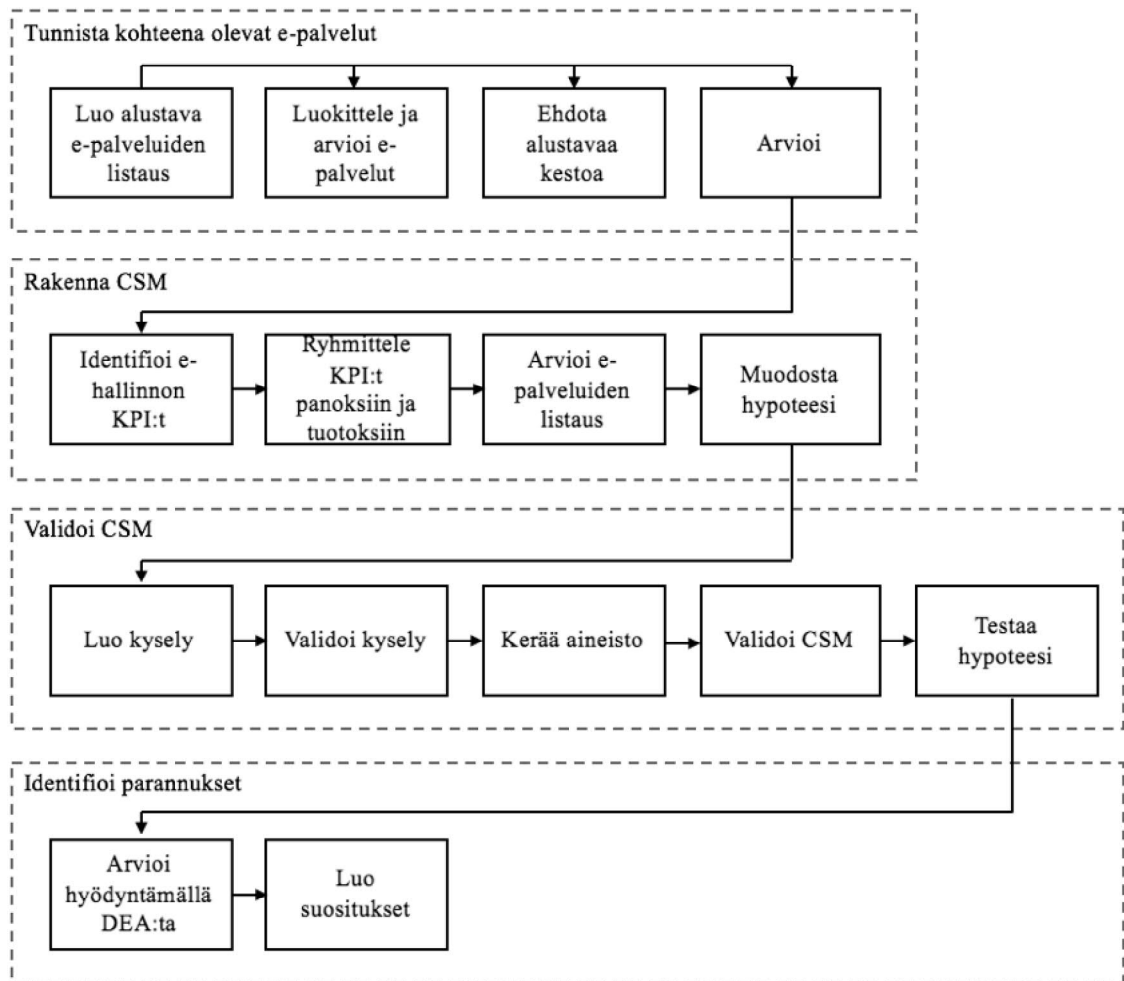 Tunnista kohteena olevat e-palvelut
Luo alustava
e-palveluiden
listaus
Luokittele ja
arvioi e-
palvelut
Ehdota
alustavaa
kestoa
Arvioi
Rakenna CSM
Identifioi e-
hallinnon
KPI:t
Ryhmittele
KPI:t
panoksiin ja
tuotoksiin
Arvioi e-
palveluiden
listaus
Muodosta
hypoteesi
Validoi CSM
Luo kysely
Validoi kysely
Kerää aineisto
Validoi CSM
Testaa
hypoteesi
Identifioi parannukset
Arvioi
hyödyntämällä
DEA:ta
Luo
suositukset